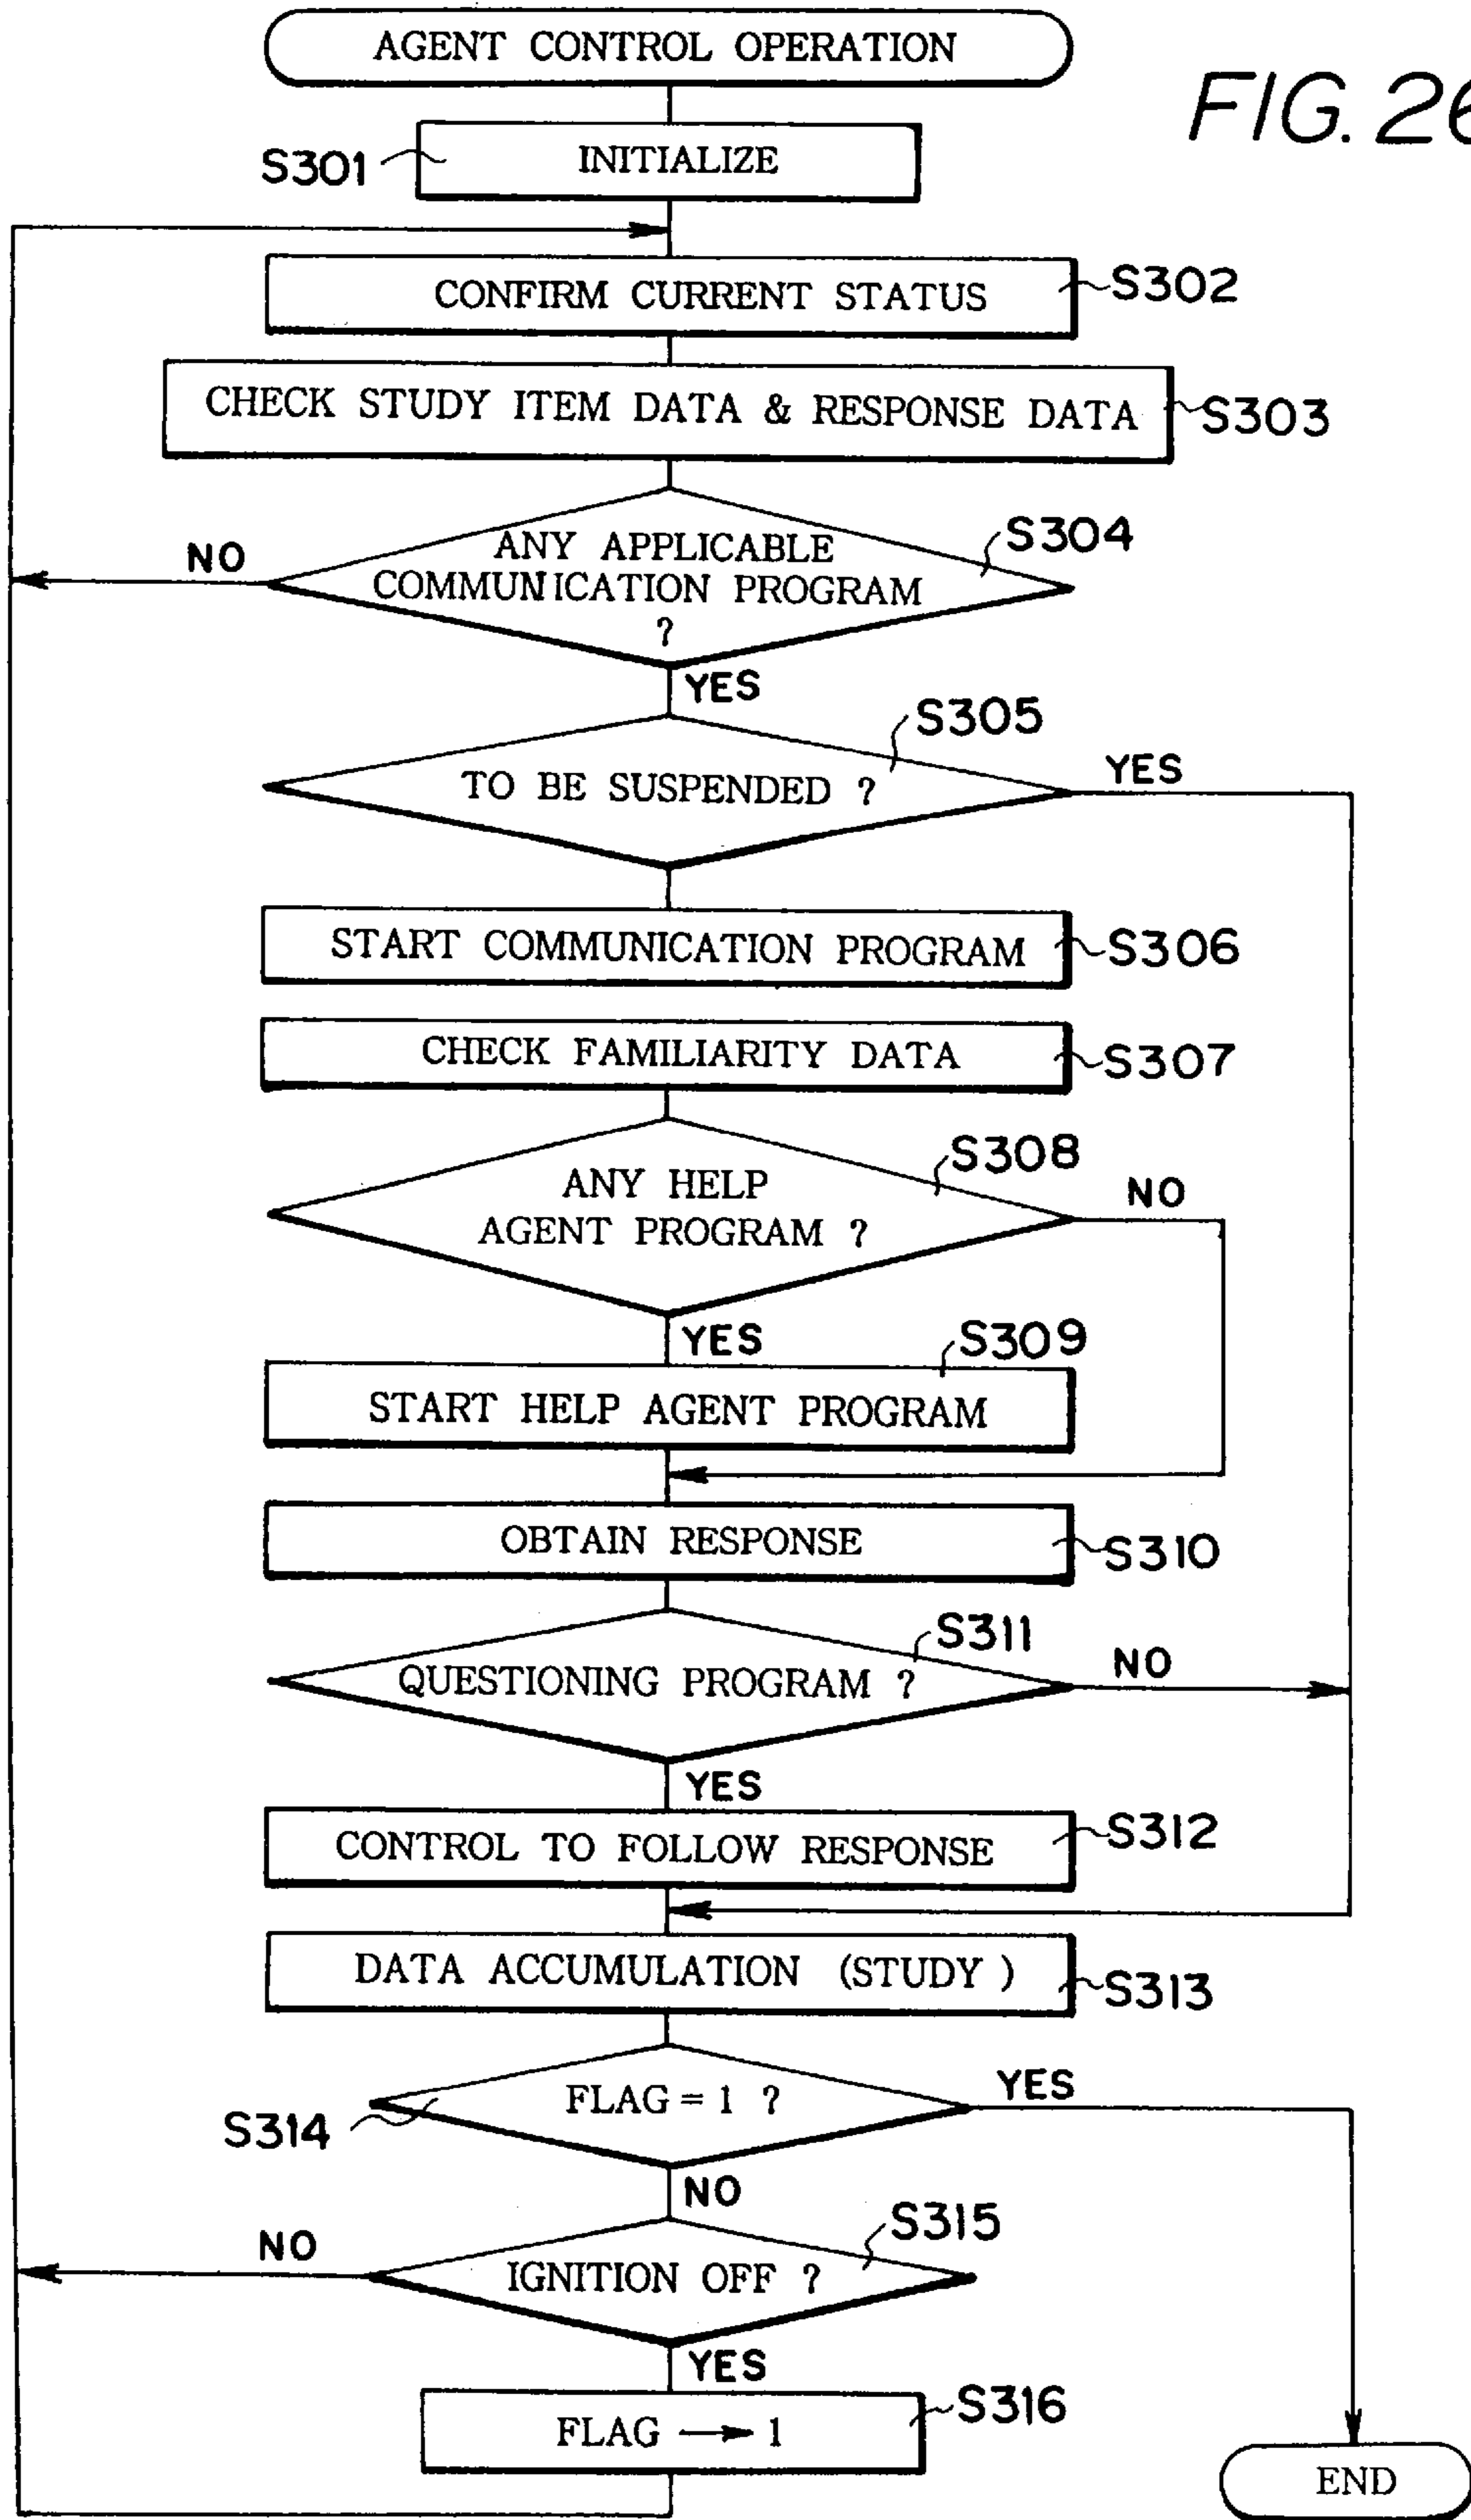 AGENT CONTROL OPERATION
FIG. 26
S301
INITIALIZE
CONFIRM CURRENT STATUS
S302
CHECK STUDY ITEM DATA & RESPONSE DATA
S303
S304
NO
ANY APPLICABLE
COMMUNICATION PROGRAM
?
YES
S305
TO BE SUSPENDED ?
YES
START COMMUNICATION PROGRAM
S306
CHECK FAMILIARITY DATA
S307
S308
ANY HELP
AGENT PROGRAM ?
NO
YES
S309
START HELP AGENT PROGRAM
OBTAIN RESPONSE
S310
S311
QUESTIONING PROGRAM ?
NO
YES
CONTROL TO FOLLOW RESPONSE
S312
DATA ACCUMULATION (STUDY )
S313
FLAG = 1 ?
YES
S314
NO
S315
NO
IGNITION OFF ?
YES
S316
FLAG → 1
END